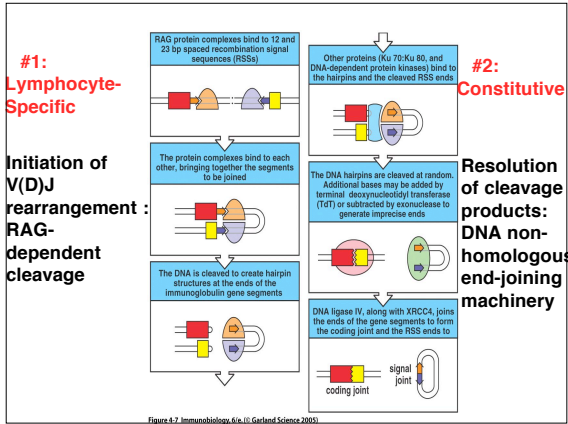 #1:
Lymphocyte-
Specific
Initiation of
V(D)J
rearrangement :
RAG-
dependent
cleavage
RAG protein complexes bind to 12 and
23 bp spaced recombination signal
sequences (RSSs)
The protein complexes bind to each
other, bringing together the segments
to be joined
The DNA is cleaved to create hairpin
structures at the ends of the
immunoglobulin gene segments
Other proteins (Ku 70:Ku 80, and
DNA-dependent protein kinases) bind to
the hairpins and the cleaved RSS ends
The DNA hairpins are cleaved at random.
Additional bases may be added by
terminal deoxynucleotidyl transferase
(TdT) or subtracted by exonuclease to
generate imprecise ends
DNA ligase IV, along with XRCC4, joins
the ends of the gene segments to form
the coding joint and the RSS ends to
coding joint
signal
joint
#2:
Constitutive
Resolution
of cleavage
products:
DNA non-
homologous
end-joining
machinery
Figure 4-7 Immunobiology, 6/e. (© Garland Science 2005)